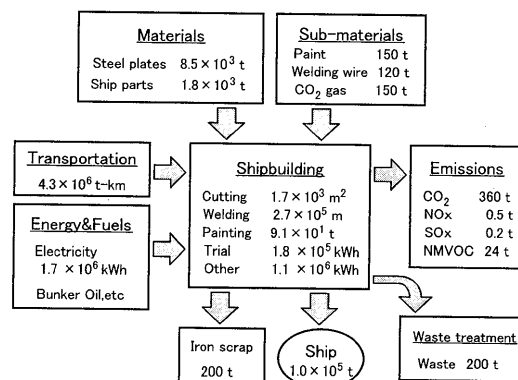 Materials
Steel plates 8.5×10³ t
Ship parts 1.8×10³ t
Sub-materials
Paint 150 t
Welding wire 120 t
CO₂ gas 150 t
Transportation
4.3×10⁶ t-km
Energy&Fuels
Electricity
1.7 ×10⁶ kWh
Bunker Oil,etc
Shipbuilding
Cutting 1.7×10³ m²
Welding 2.7×10⁵ m
Painting 9.1×10¹ t
Trial 1.8 ×10⁵ kWh
Other 1.1 ×10⁶ kWh
Emissions
CO₂ 360 t
NOx 0.5 t
SOx 0.2 t
NMVOC 24 t
Iron scrap
200 t
Ship
1.0×10⁵ t
Waste treatment
Waste 200 t